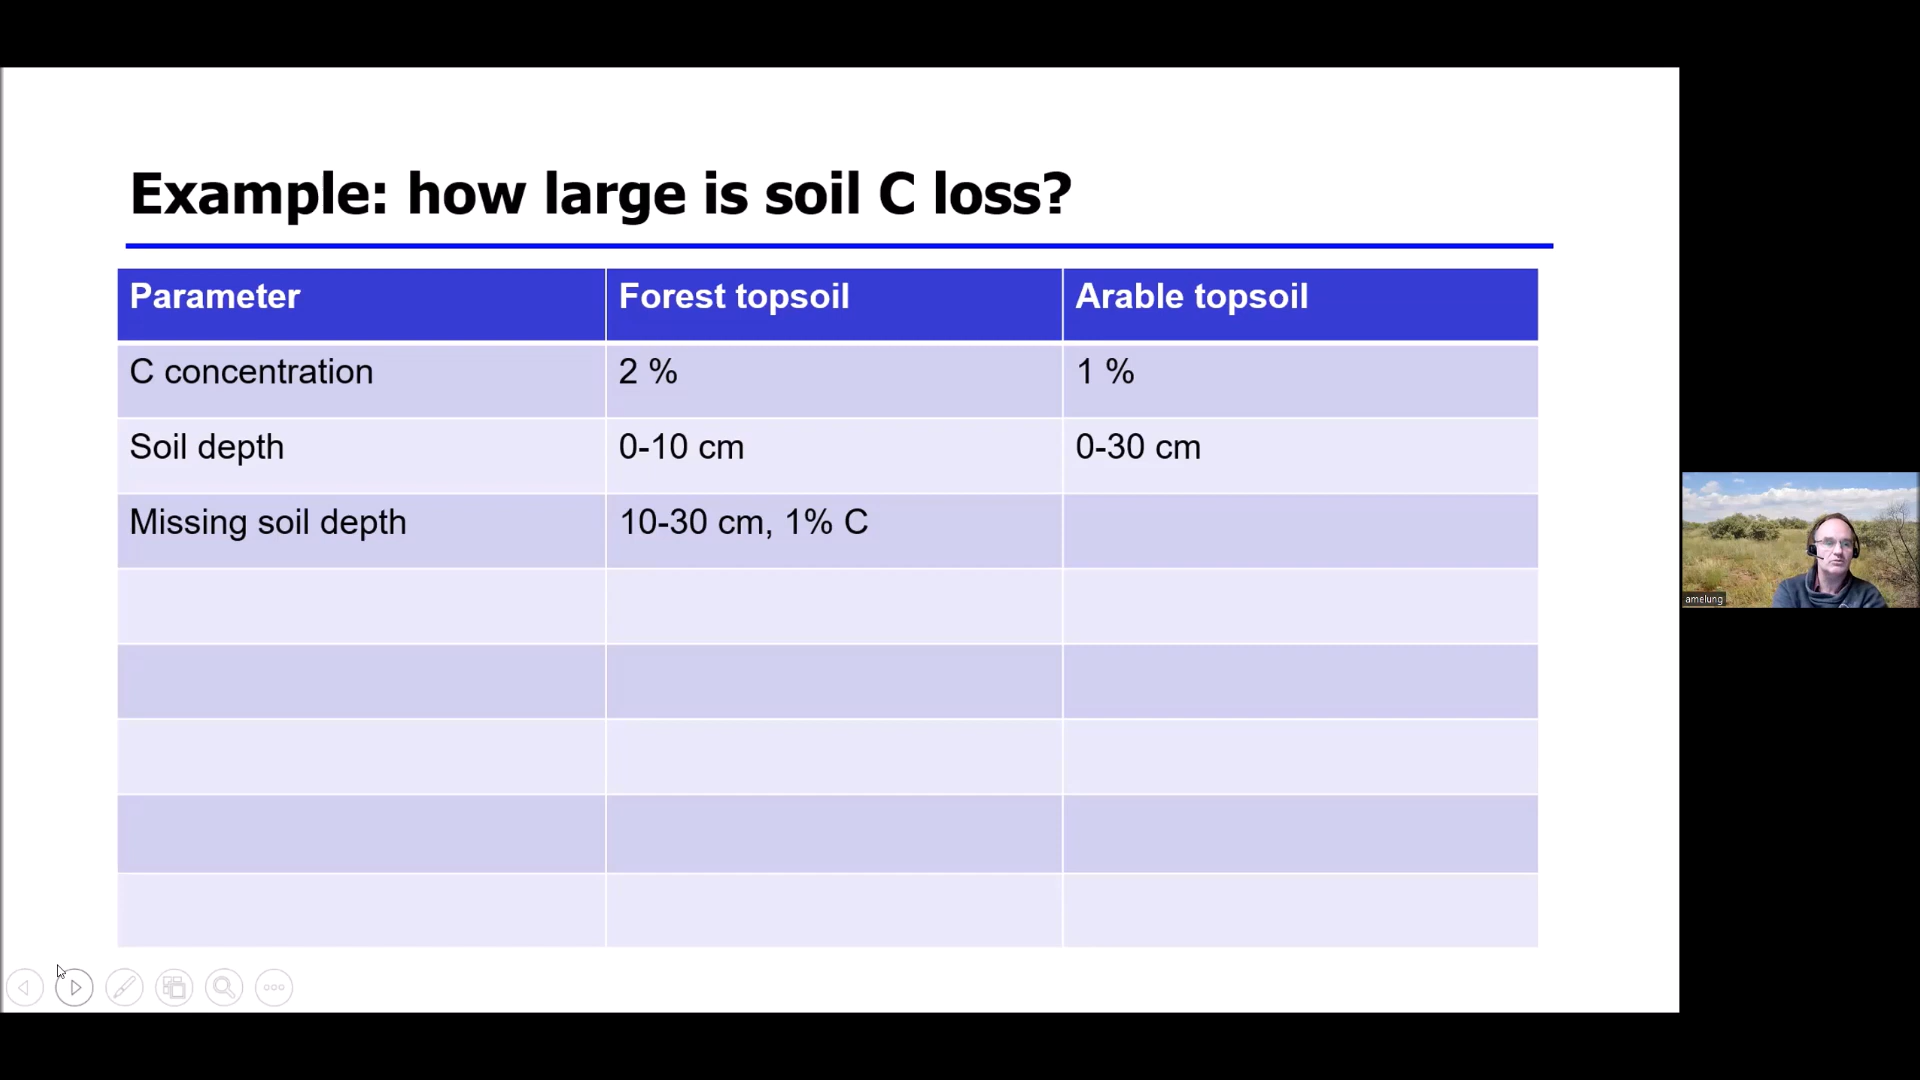 Example: how large is soil C loss?
Parameter Forest topsoil Arable topsoil
C concentration 2 % 1 %
Soil depth 0-10 cm 0-30 cm
Missing soil depth 10-30 cm, 1% C
amelung